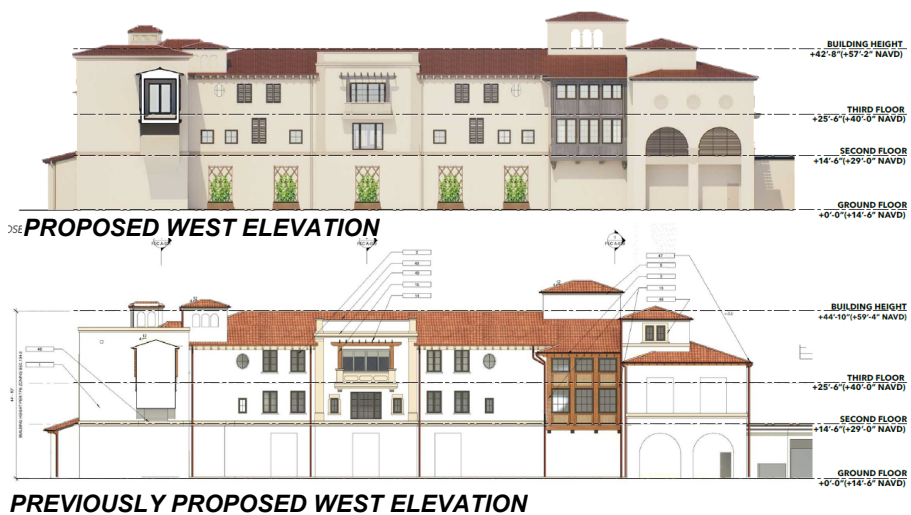 BUILDING HEIGHT
+42'-8"(+57'-2" NAVD)
THIRD FLOOR
+25'-6"(+40'-0" NAVD)
SECOND FLOOR
+14'-6"(+29'-0" NAVD)
GROUND FLOOR
+0'-0"(+14'-6" NAVD)
PROPOSED WEST ELEVATION
BUILDING HEIGHT
+44'-10"(+59'-4" NAVD)
THIRD FLOOR
+25'-6"(+40'-0" NAVD)
SECOND FLOOR
+14'-6"(+29'-0" NAVD)
GROUND FLOOR
+0'-0"(+14'-6" NAVD)
PREVIOUSLY PROPOSED WEST ELEVATION